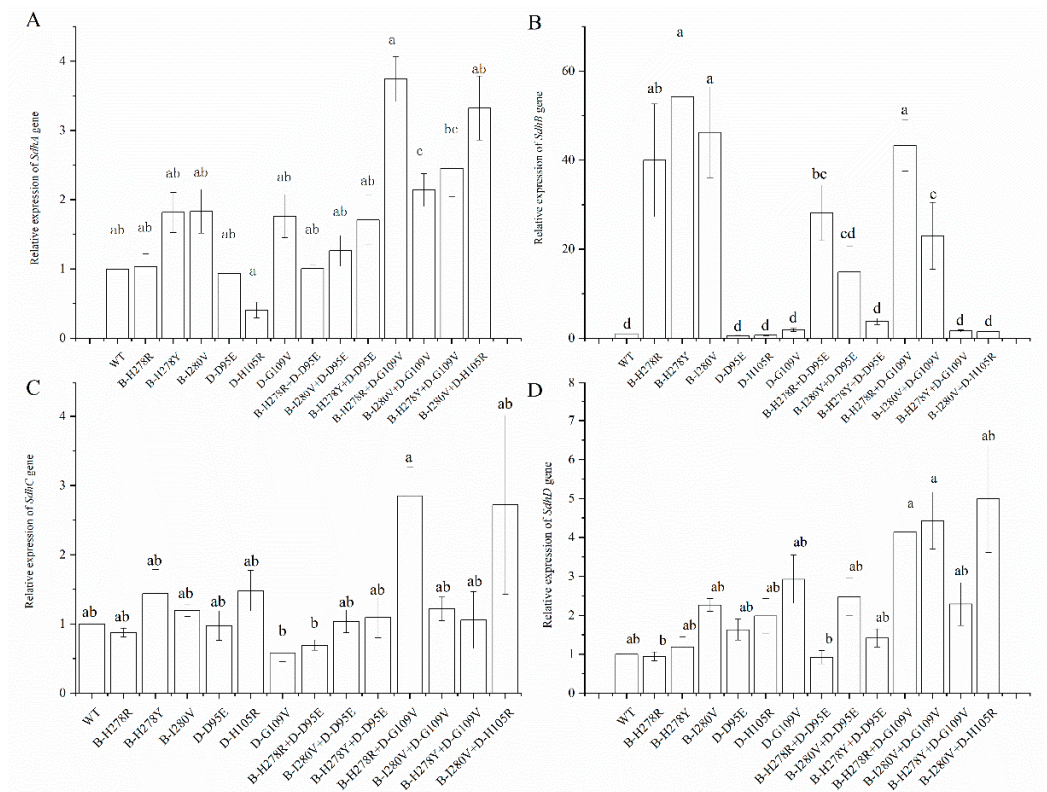 A
Relative expression of SdhA gene
4
3
2
1
0
ab
ab
ab
ab
ab
a
ab
ab
ab
ab
a
c
bc
ab
WT
B-H278R
B-H278Y
B-I280V
D-D95E
D-H105R
D-G109V
B-H278R+D-D95E
B-I280V+D-D95E
B-H278Y+D-D95E
B-H278R+D-G109V
B-I280V+D-G109V
B-H278Y+D-G109V
B-I280V+D-H105R
B
Relative expression of SdhB gene
60
40
20
0
d
ab
a
a
d
d
d
bc
cd
d
a
c
d
d
WT
B-H278R
B-H278Y
B-I280V
D-D95E
D-H105R
D-G109V
B-H278R+D-D95E
B-I280V+D-D95E
B-H278Y+D-D95E
B-H278R+D-G109V
B-I280V+D-G109V
B-H278Y+D-G109V
B-I280V+D-H105R
C
Relative expression of SdhC gene
4
3
2
1
0
ab
ab
ab
ab
ab
ab
b
b
ab
ab
a
ab
ab
ab
WT
B-H278R
B-H278Y
B-I280V
D-D95E
D-H105R
D-G109V
B-H278R+D-D95E
B-I280V+D-D95E
B-H278Y+D-D95E
B-H278R+D-G109V
B-I280V+D-G109V
B-H278Y+D-G109V
B-I280V+D-H105R
D
Relative expression of SdhD gene
8
7
6
5
4
3
2
1
0
ab
b
ab
ab
ab
ab
ab
b
ab
ab
a
a
ab
ab
WT
B-H278R
B-H278Y
B-I280V
D-D95E
D-H105R
D-G109V
B-H278R+D-D95E
B-I280V+D-D95E
B-H278Y+D-D95E
B-H278R+D-G109V
B-I280V+D-G109V
B-H278Y+D-G109V
B-I280V+D-H105R